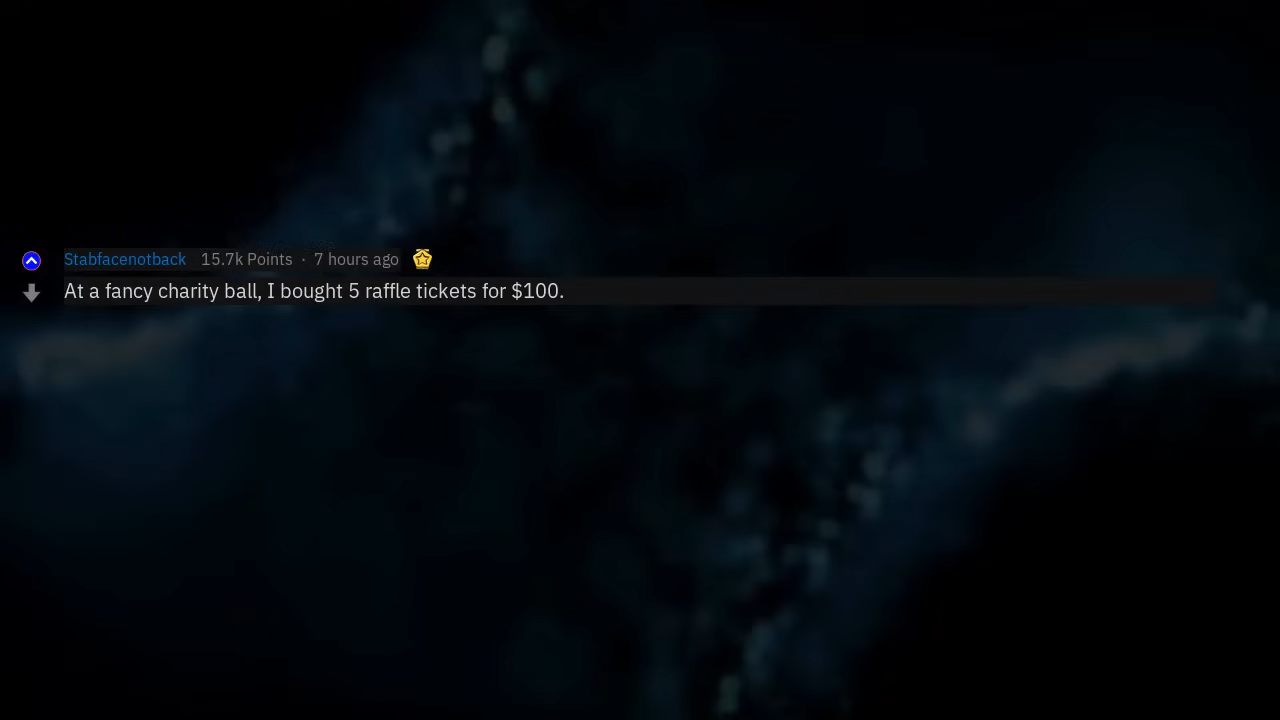 Stabfacenotback 15.7k Points · 7 hours ago
At a fancy charity ball, I bought 5 raffle tickets for $100.